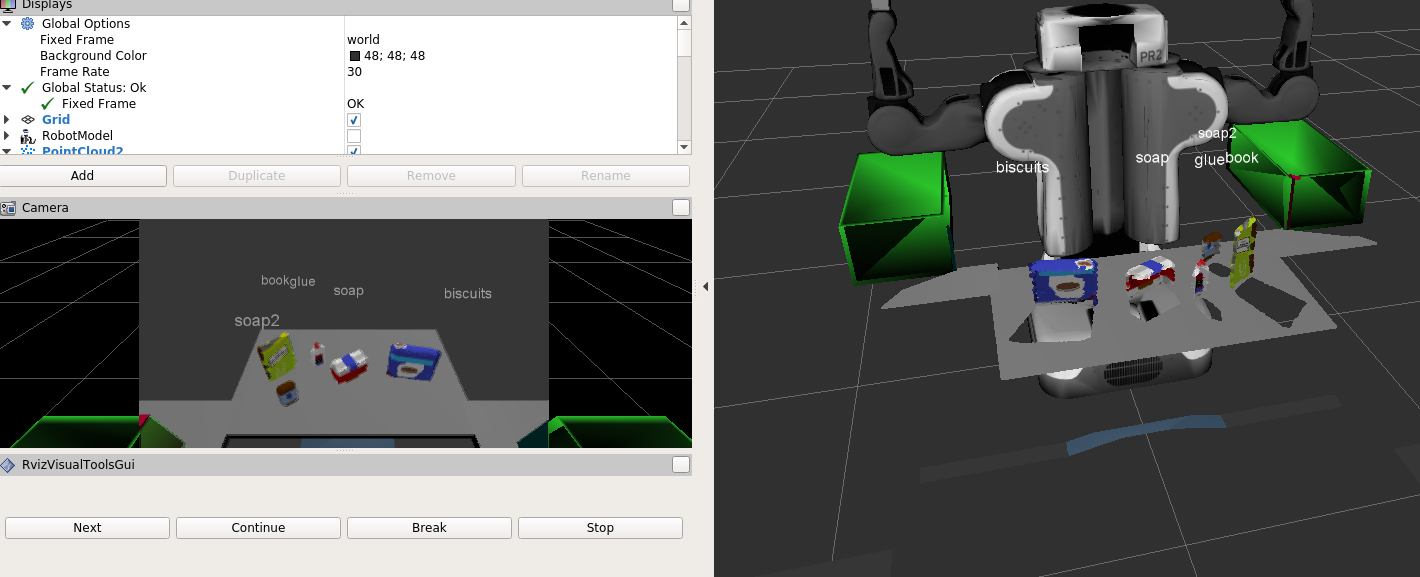 Displays
Global Options
Fixed Frame world
Background Color 48; 48; 48
Frame Rate 30
Global Status: Ok
Fixed Frame OK
Grid
RobotModel
PointCloud2
Add Duplicate Remove Rename
Camera
bookglue
soap
biscuits
soap2
RvizVisualToolsGui
Next Continue Break Stop
PR2
soap2
biscuits
soap
gluebook